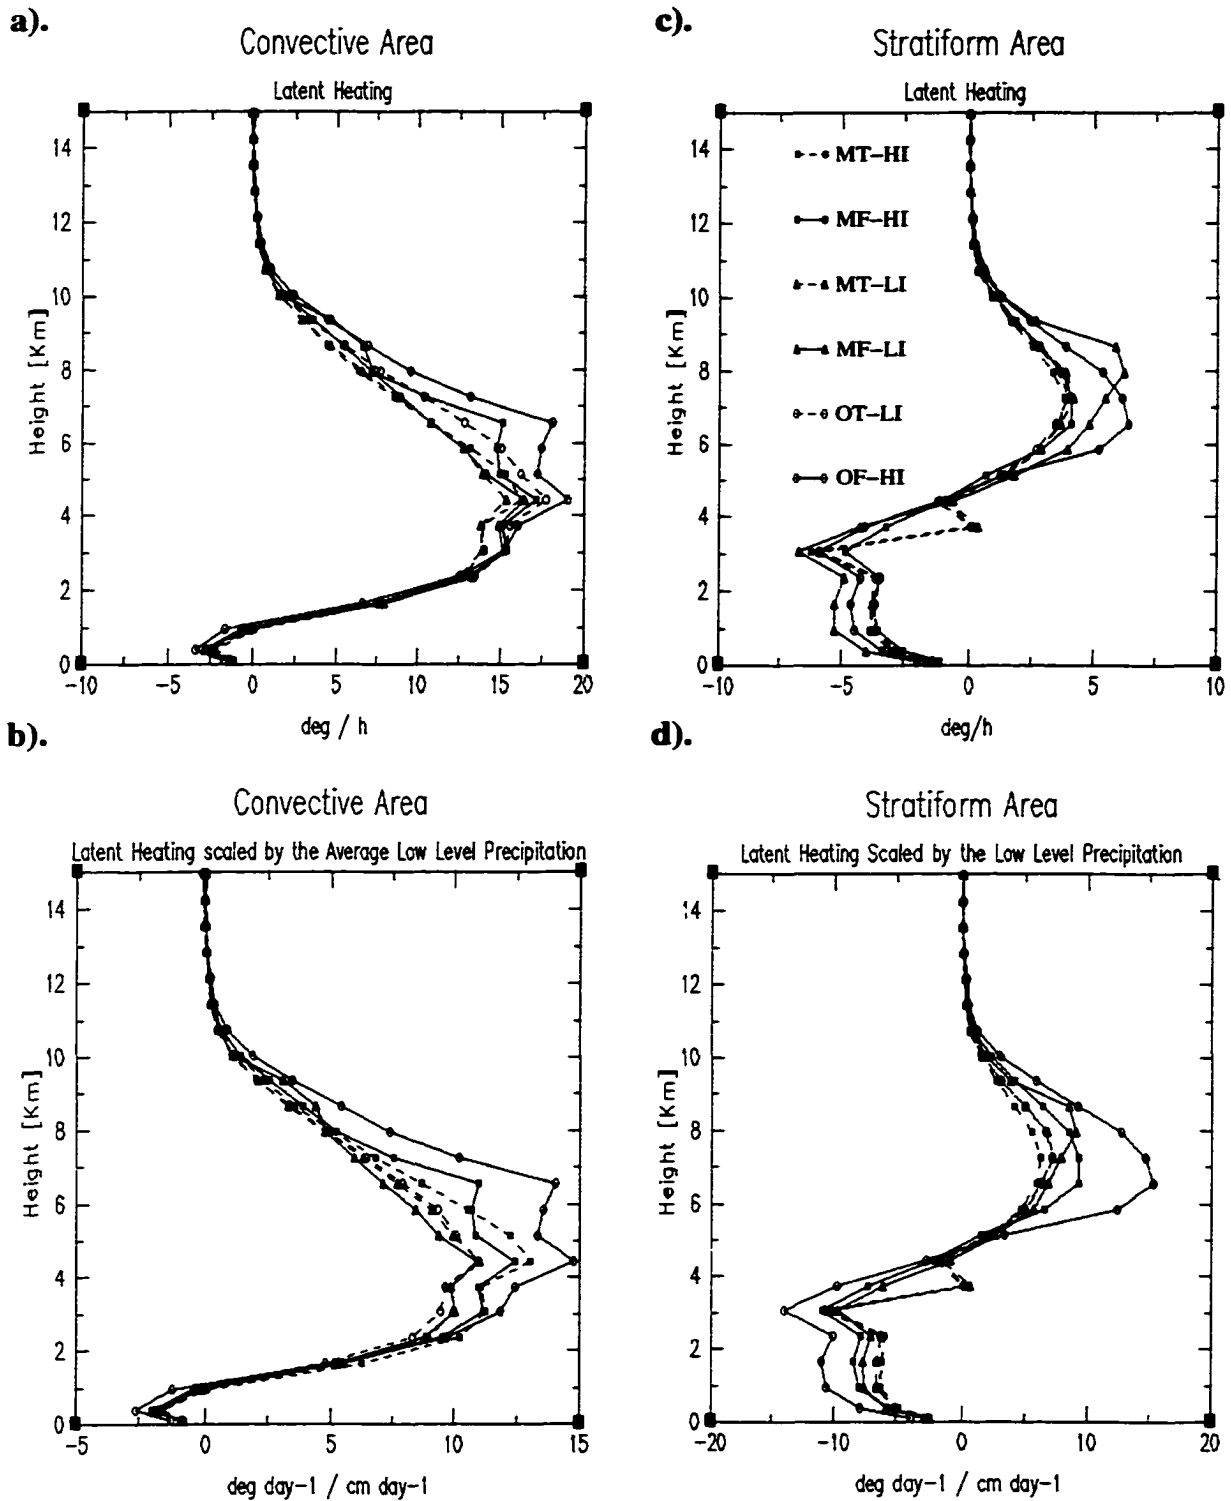 a).
Convective Area
Latent Heating
14
12
10
8
6
4
2
0
Height [Km]
-10 -5 0 5 10 15 20
deg / h
c).
Stratiform Area
Latent Heating
MT-HI
MF-HI
MT-LI
MF-LI
OT-LI
OF-HI
14
12
10
8
6
4
2
0
Height [Km]
-10 -5 0 5 10
deg/h
b).
Convective Area
Latent Heating scaled by the Average Low Level Precipitation
14
12
10
8
6
4
2
0
Height [Km]
-5 0 5 10 15
deg day-1 / cm day-1
d).
Stratiform Area
Latent Heating Scaled by the Low Level Precipitation
14
12
10
8
6
4
2
0
Height [Km]
-20 -10 0 10 20
deg day-1 / cm day-1